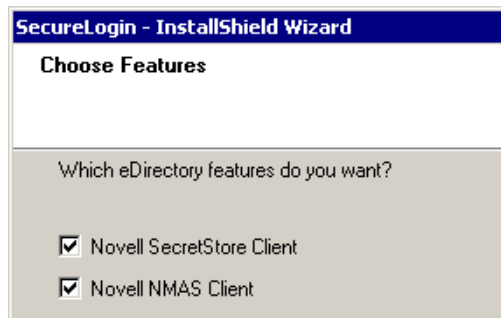 SecureLogin - InstallShield Wizard
Choose Features
Which eDirectory features do you want?
Novell SecretStore Client
Novell NMAS Client